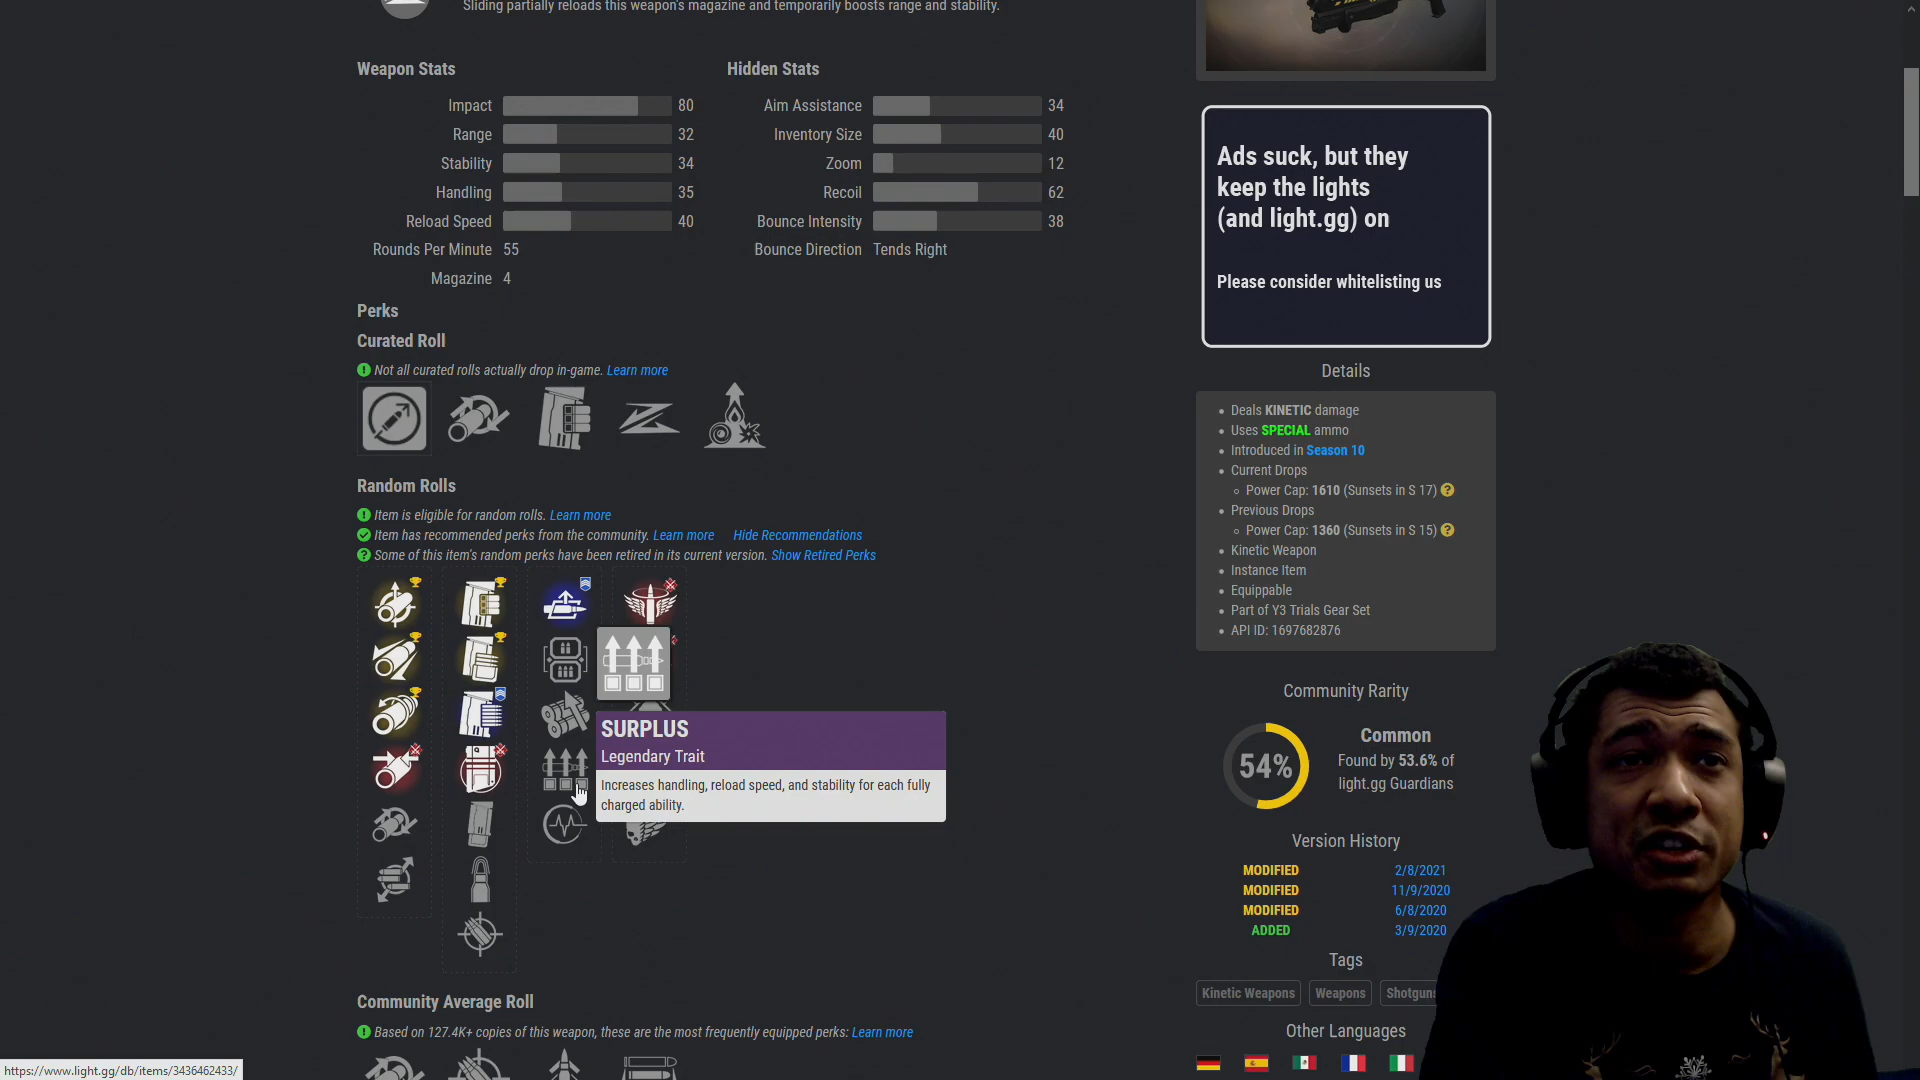 Sliding partially reloads this weapon's magazine and temporarily boosts range and stability.
Weapon Stats
Impact 80
Range 32
Stability 34
Handling 35
Reload Speed 40
Rounds Per Minute 55
Magazine 4
Hidden Stats
Aim Assistance 34
Inventory Size 40
Zoom 12
Recoil 62
Bounce Intensity 38
Bounce Direction Tends Right
Perks
Curated Roll
Not all curated rolls actually drop in-game. Learn more
Random Rolls
Item is eligible for random rolls. Learn more
Item has recommended perks from the community. Learn more Hide Recommendations
Some of this item's random perks have been retired in its current version. Show Retired Perks
SURPLUS
Legendary Trait
Increases handling, reload speed, and stability for each fully
charged ability.
Community Average Roll
Based on 127.4K+ copies of this weapon, these are the most frequently equipped perks: Learn more
https://www.light.gg/db/items/3436462433/
Ads suck, but they
keep the lights
(and light.gg) on
Please consider whitelisting us
Details
Deals KINETIC damage
Uses SPECIAL ammo
Introduced in Season 10
Current Drops
Power Cap: 1610 (Sunsets in S 17) ?
Previous Drops
Power Cap: 1360 (Sunsets in S 15) ?
Kinetic Weapon
Instance Item
Equippable
Part of Y3 Trials Gear Set
API ID: 1697682876
Community Rarity
54%
Common
Found by 53.6% of
light.gg Guardians
Version History
MODIFIED 2/8/2021
MODIFIED 11/9/2020
MODIFIED 6/8/2020
ADDED 3/9/2020
Tags
Kinetic Weapons Weapons Shotguns
Other Languages